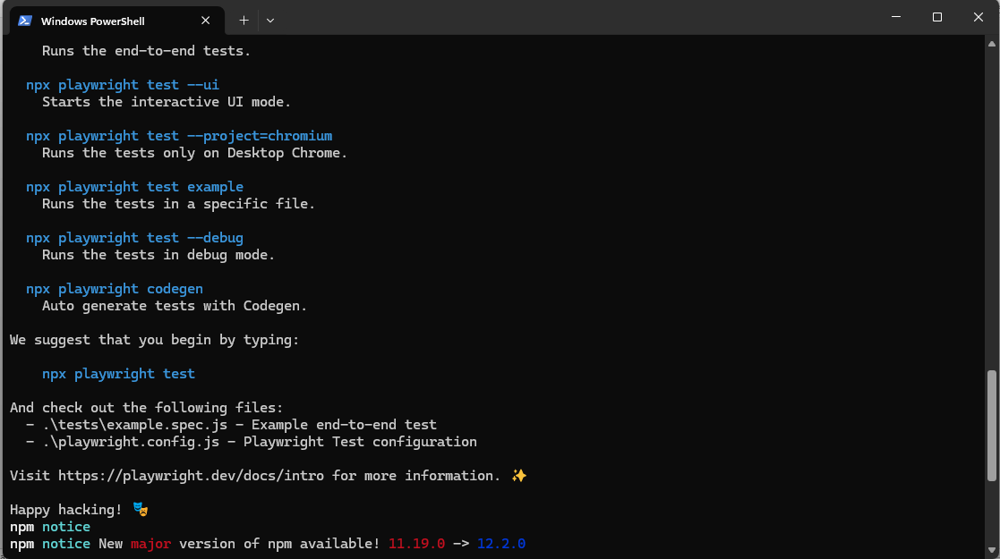 Windows PowerShell
Runs the end-to-end tests.
npx playwright test --ui
Starts the interactive UI mode.
npx playwright test --project=chromium
Runs the tests only on Desktop Chrome.
npx playwright test example
Runs the tests in a specific file.
npx playwright test --debug
Runs the tests in debug mode.
npx playwright codegen
Auto generate tests with Codegen.
We suggest that you begin by typing:
npx playwright test
And check out the following files:
- .\tests\example.spec.js - Example end-to-end test
- .\playwright.config.js - Playwright Test configuration
Visit https://playwright.dev/docs/intro for more information. ✨
Happy hacking! 🎭
npm notice
npm notice New major version of npm available! 11.19.0 -> 12.2.0